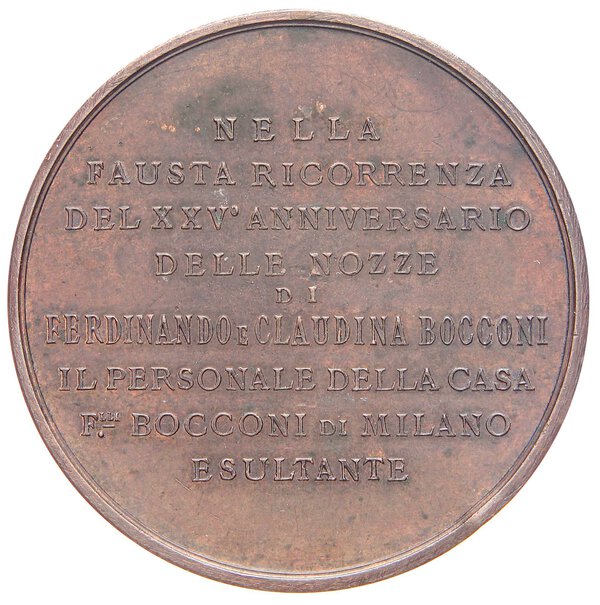 NELLA
FAUSTA RICORRENZA
DEL XXV° ANNIVERSARIO
DELLE NOZZE
DI
FERDINANDO E CLAUDINA BOCCONI
IL PERSONALE DELLA CASA
F.LLI BOCCONI DI MILANO
ESULTANTE